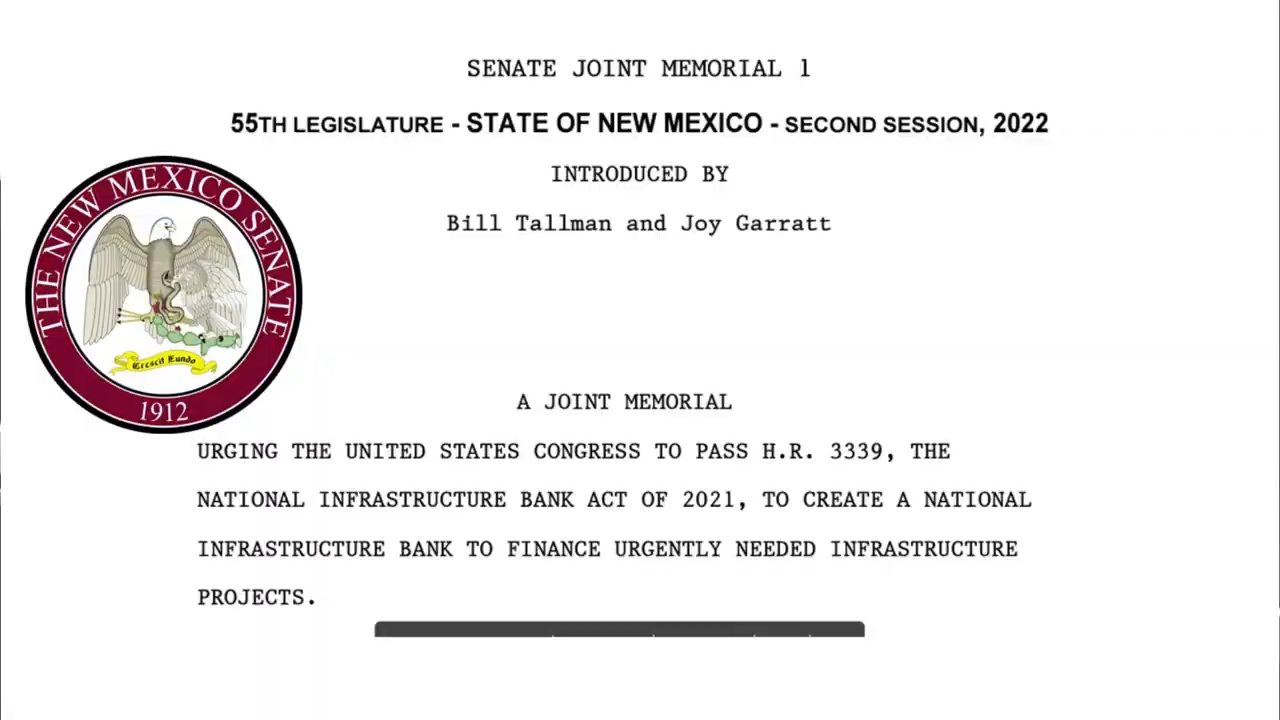 SENATE JOINT MEMORIAL 1
55TH LEGISLATURE - STATE OF NEW MEXICO - SECOND SESSION, 2022
INTRODUCED BY
Bill Tallman and Joy Garratt
THE NEW MEXICO SENATE
Crescit Eundo
1912
A JOINT MEMORIAL
URGING THE UNITED STATES CONGRESS TO PASS H.R. 3339, THE
NATIONAL INFRASTRUCTURE BANK ACT OF 2021, TO CREATE A NATIONAL
INFRASTRUCTURE BANK TO FINANCE URGENTLY NEEDED INFRASTRUCTURE
PROJECTS.